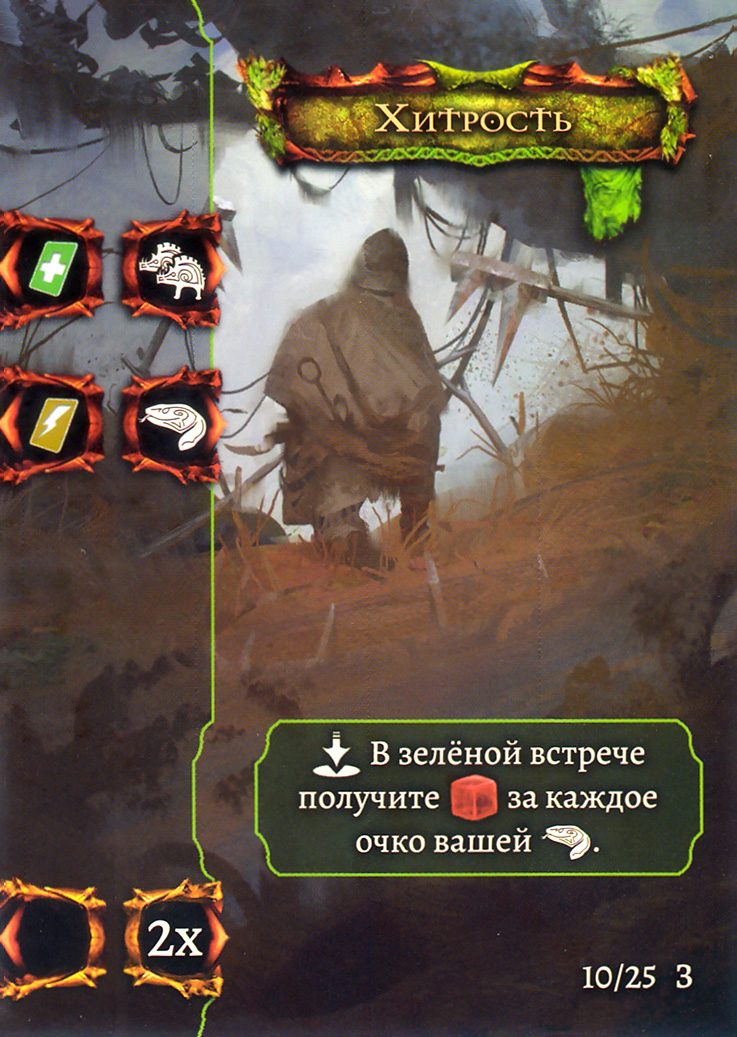 Хитрость
В зелёной встрече
получите за каждое
очко вашей .
2x
10/25 3